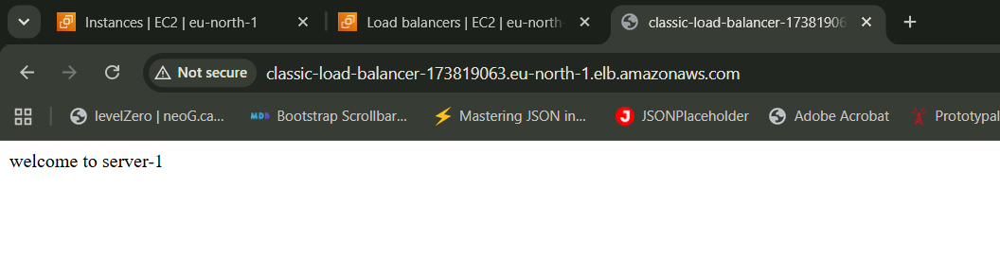 Instances | EC2 | eu-north-1
Load balancers | EC2 | eu-north-
classic-load-balancer-17381906
Not secure
classic-load-balancer-173819063.eu-north-1.elb.amazonaws.com
levelZero | neoG.ca...
MDB Bootstrap Scrollbar...
Mastering JSON in...
J JSONPlaceholder
Adobe Acrobat
Prototypal
welcome to server-1